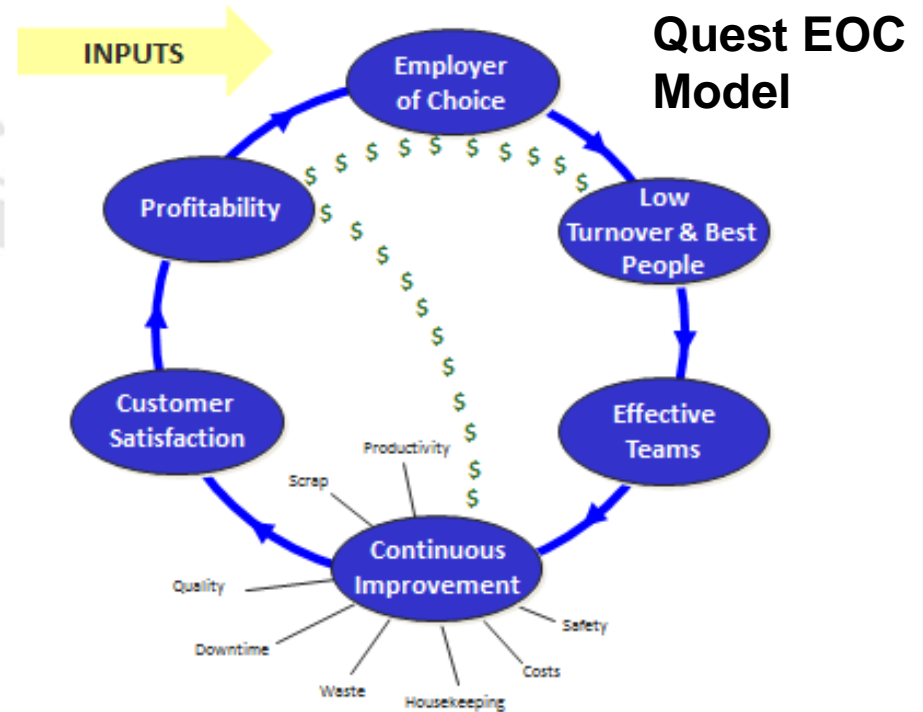 Quest EOC
Model
INPUTS
Employer
of Choice
$ $ $ $ $ $ $ $ $ $
Profitability
Low
Turnover & Best
People
$ $ $ $ $ $ $ $ $ $ $
Customer
Satisfaction
Effective
Teams
Productivity
Scrap
Continuous
Improvement
Quality
Safety
Downtime
Costs
Waste
Housekeeping